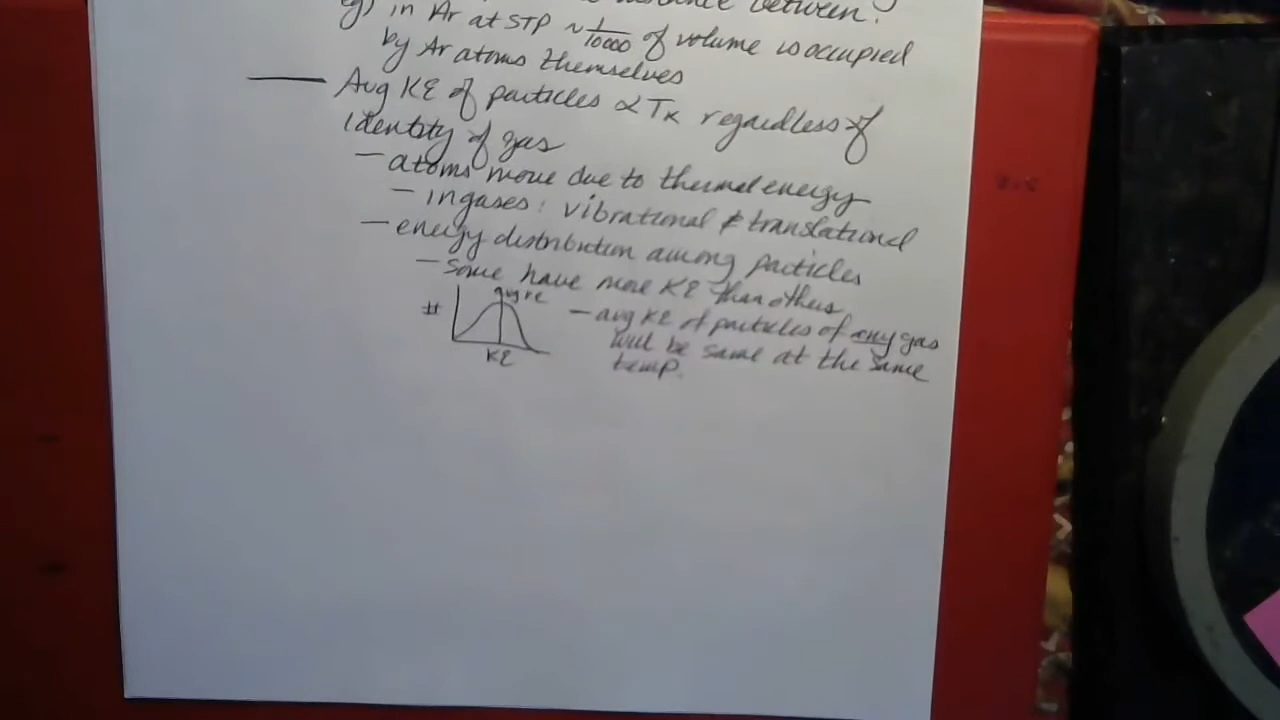 between.
eg) in Ar at STP ~ 1/10000 of volume is occupied
by Ar atoms themselves
Avg KE of particles ∝ TK regardless of
identity of gas
- atoms move due to thermal energy
- in gases: vibrational & translational
- energy distribution among particles
- some have more KE than others
avg KE
#
KE
- avg KE of particles of any gas
will be same at the same
temp.